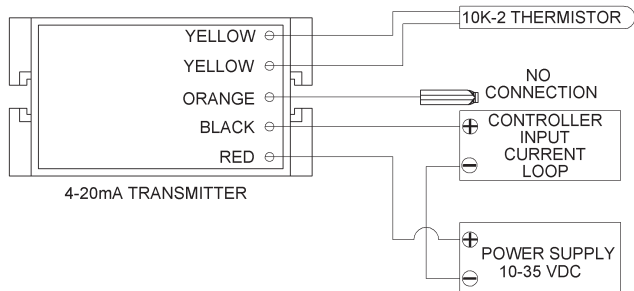 YELLOW
10K-2 THERMISTOR
YELLOW
ORANGE
NO
CONNECTION
BLACK
+
CONTROLLER
INPUT
CURRENT
LOOP
−
RED
4-20mA TRANSMITTER
+
POWER SUPPLY
10-35 VDC
−